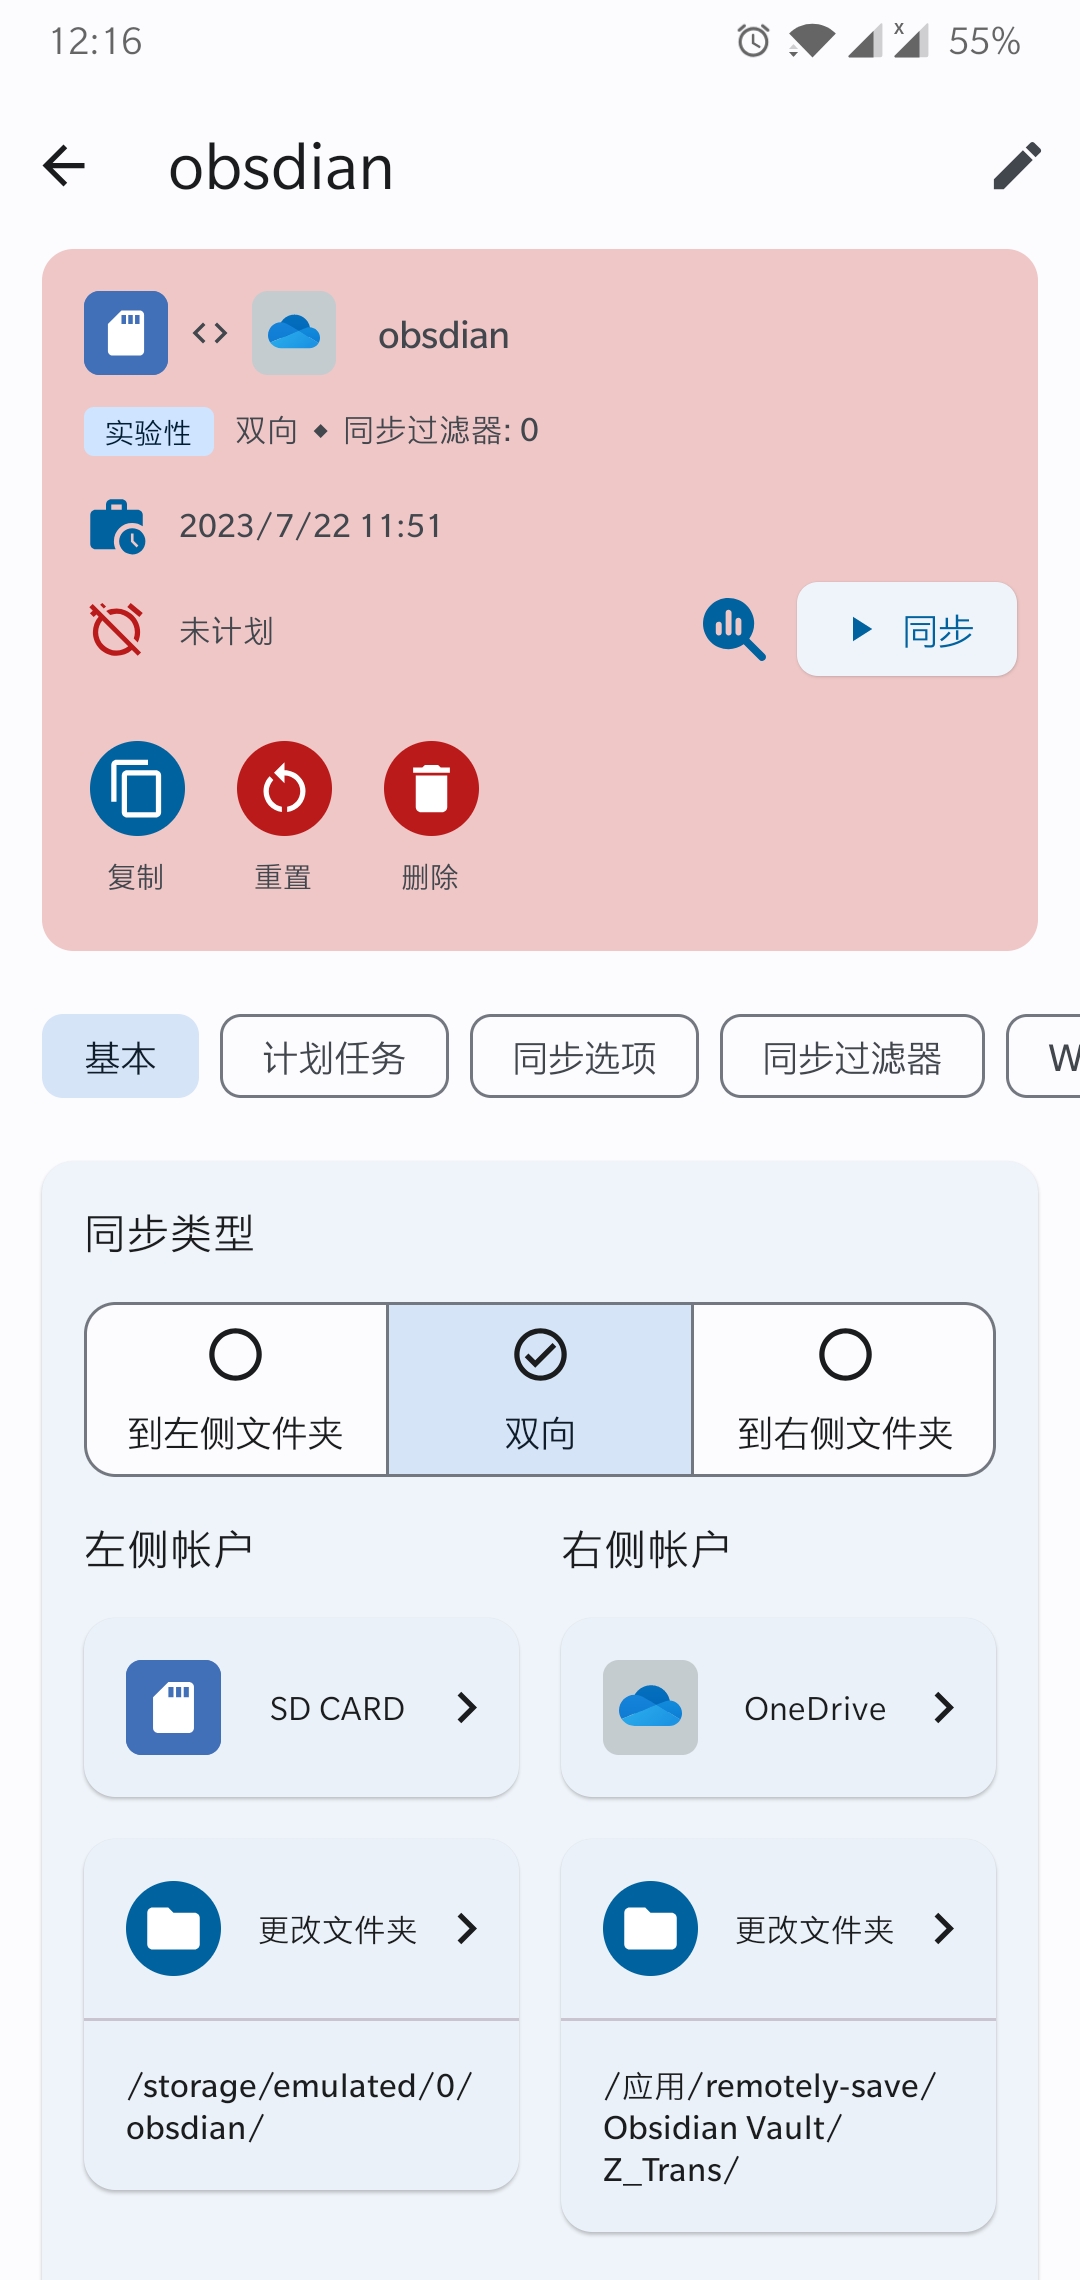 12:16
55%
obsdian
obsdian
实验性 双向 ◆ 同步过滤器: 0
2023/7/22 11:51
未计划
同步
复制 重置 删除
基本 计划任务 同步选项 同步过滤器 W
同步类型
到左侧文件夹 双向 到右侧文件夹
左侧帐户 右侧帐户
SD CARD OneDrive
更改文件夹 更改文件夹
/storage/emulated/0/
obsdian/
/应用/remotely-save/
Obsidian Vault/
Z_Trans/